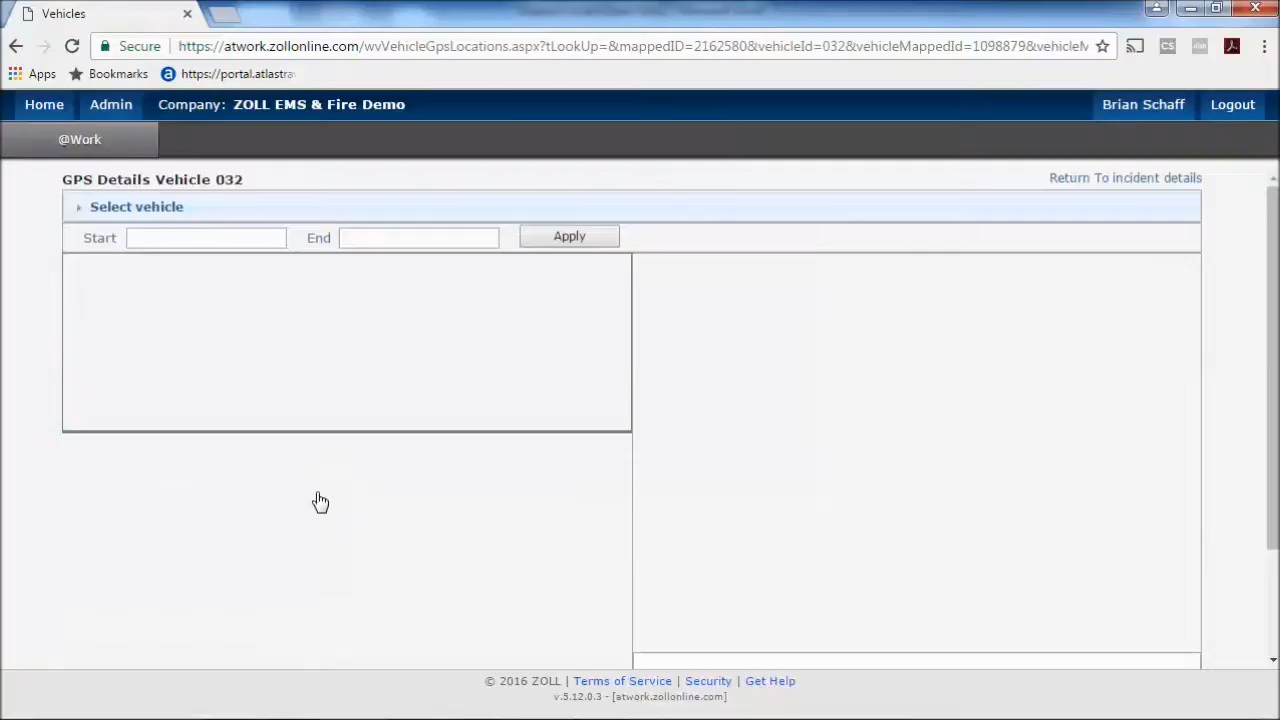 Vehicles
Secure https://atwork.zollonline.com/wvVehicleGpsLocations.aspx?tLookUp=&mappedID=2162580&vehicleId=032&vehicleMappedId=1098879&vehicleM
Apps Bookmarks https://portal.atlastra
Home Admin Company: ZOLL EMS & Fire Demo Brian Schaff Logout
@Work
GPS Details Vehicle 032 Return To incident details
Select vehicle
Start End Apply
© 2016 ZOLL | Terms of Service | Security | Get Help
v.5.12.0.3 - [atwork.zollonline.com]